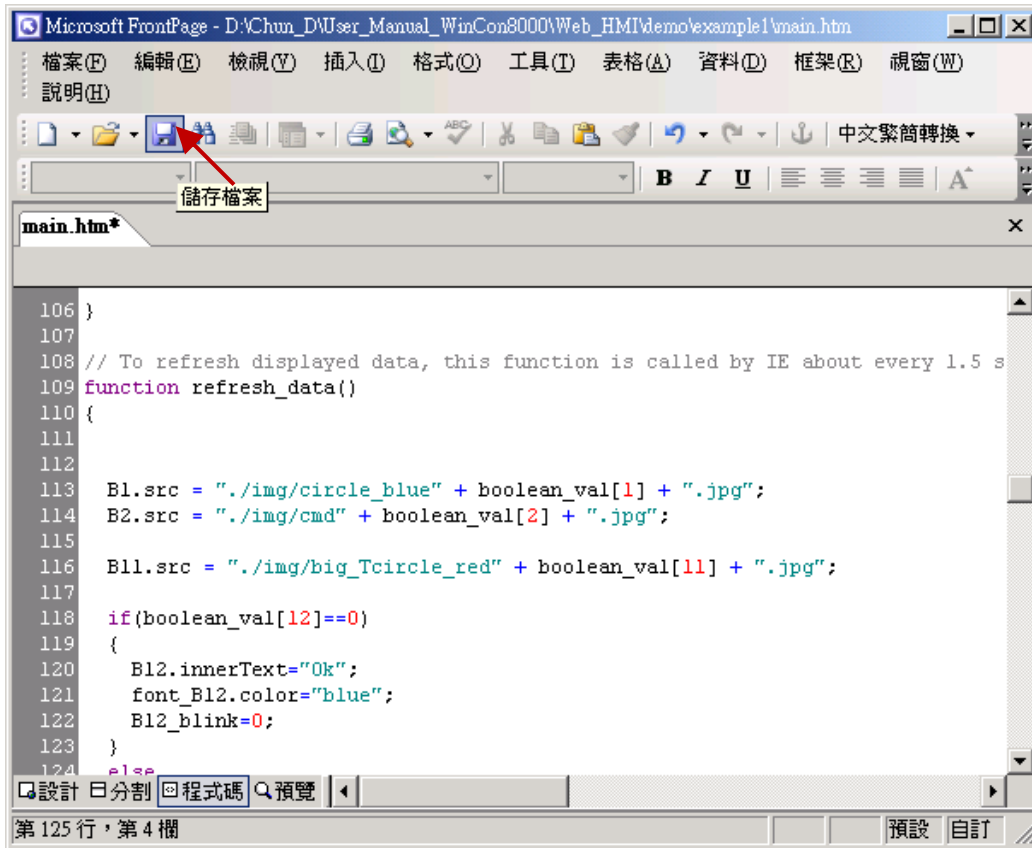 Microsoft FrontPage - D:\Chun_D\User_Manual_WinCon8000\Web_HMI\demo\example1\main.htm
檔案(F) 編輯(E) 檢視(V) 插入(I) 格式(O) 工具(T) 表格(A) 資料(D) 框架(R) 視窗(W)
說明(H)
ABC 中文繁簡轉換
B I U A
儲存檔案
main.htm*
106 }
107
108 // To refresh displayed data, this function is called by IE about every 1.5 s
109 function refresh_data()
110 {
111
112
113 B1.src = "./img/circle_blue" + boolean_val[1] + ".jpg";
114 B2.src = "./img/cmd" + boolean_val[2] + ".jpg";
115
116 B11.src = "./img/big_Tcircle_red" + boolean_val[11] + ".jpg";
117
118 if(boolean_val[12]==0)
119 {
120 B12.innerText="Ok";
121 font_B12.color="blue";
122 B12_blink=0;
123 }
124 else
設計 分割 程式碼 預覽
第 125 行，第 4 欄 預設 自訂